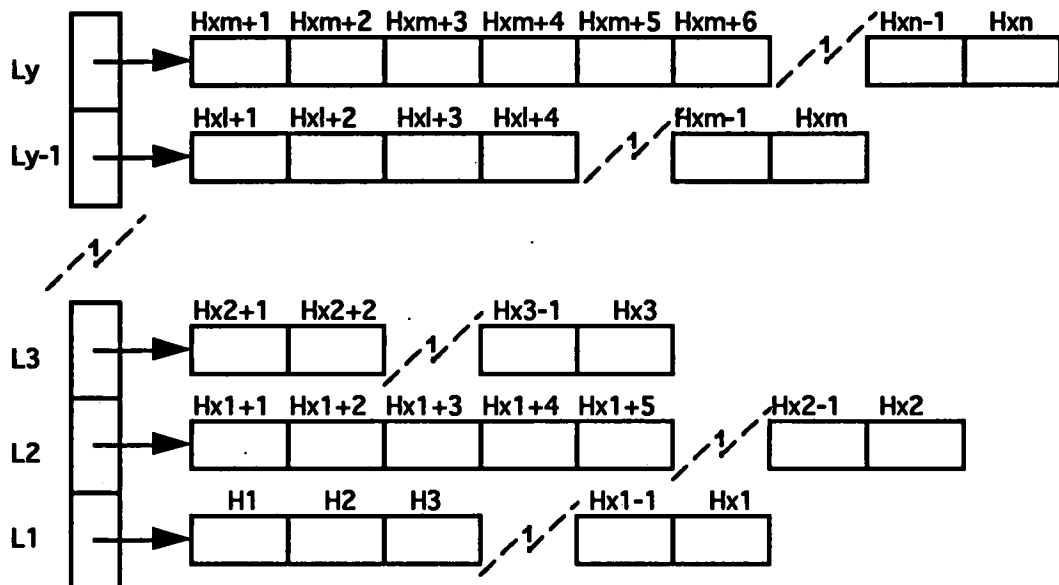 Hxm+1 Hxm+2 Hxm+3 Hxm+4 Hxm+5 Hxm+6 Hxn-1 Hxn
Ly
Hxl+1 Hxl+2 Hxl+3 Hxl+4 Hxm-1 Hxm
Ly-1
Hx2+1 Hx2+2 Hx3-1 Hx3
L3
Hx1+1 Hx1+2 Hx1+3 Hx1+4 Hx1+5 Hx2-1 Hx2
L2
H1 H2 H3 Hx1-1 Hx1
L1